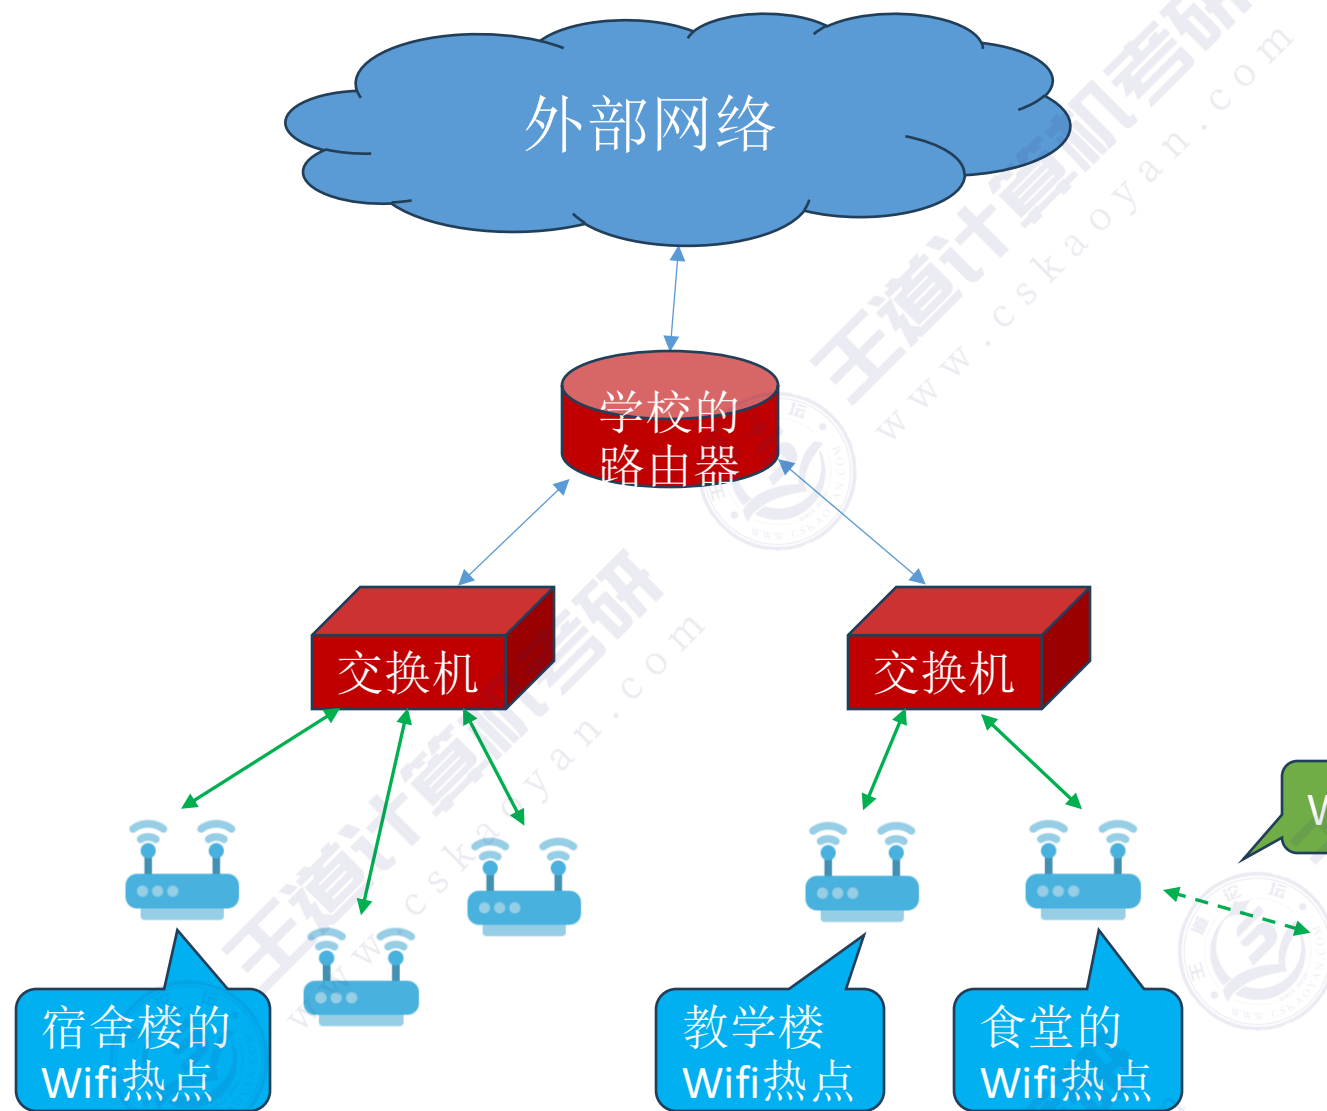 外部网络
学校的
路由器
交换机
交换机
W
宿舍楼的
Wifi热点
教学楼
Wifi热点
食堂的
Wifi热点
王道计算机考研
www.cskaoyan.com
王道计算机考研
www.cskaoyan.com